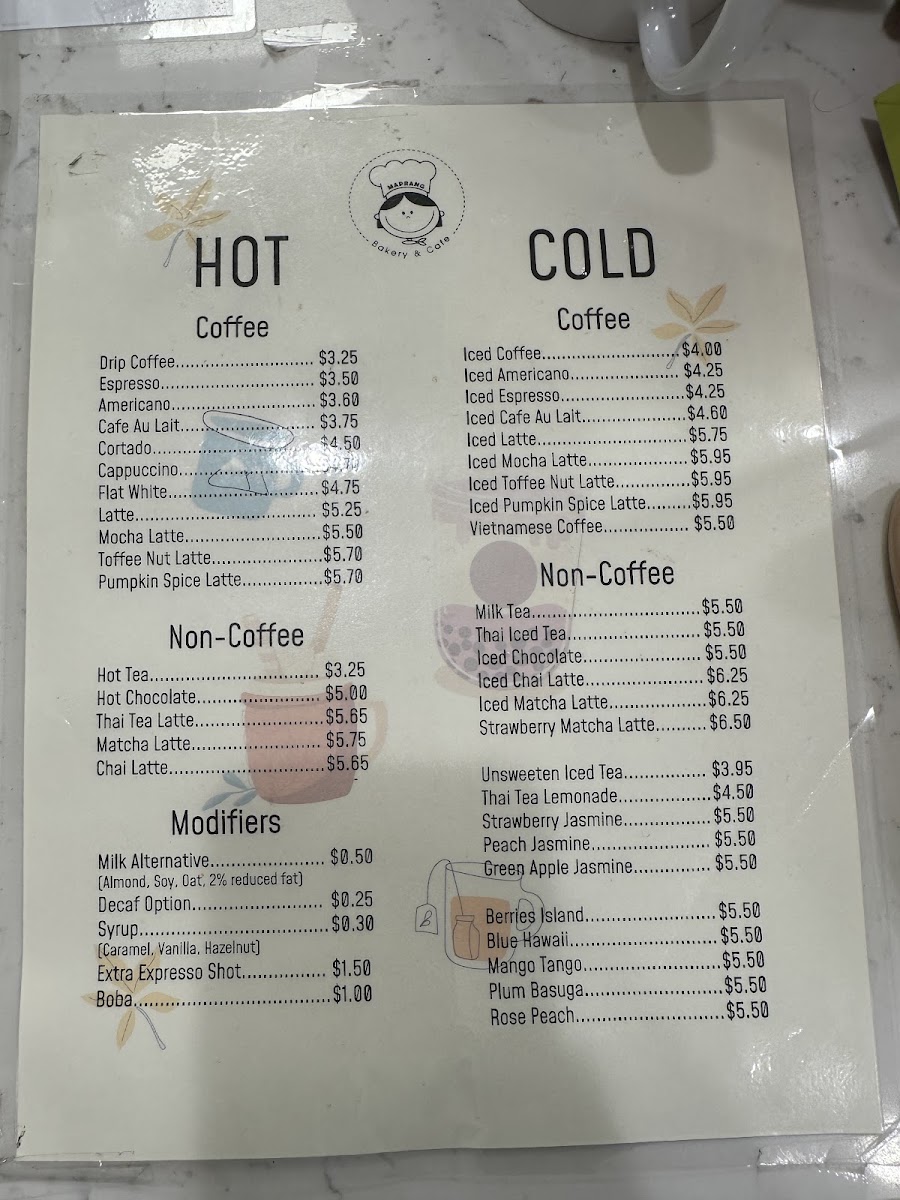 MAPRANG
Bakery & Cafe
HOT
Coffee
Drip Coffee.............................. $3.25
Espresso.................................. $3.50
Americano................................ $3.60
Cafe Au Lait............................. $3.75
Cortado.................................... $4.50
Cappuccino..............................
Flat White................................. $4.75
Latte........................................ $5.25
Mocha Latte.............................$5.50
Toffee Nut Latte.......................$5.70
Pumpkin Spice Latte................$5.70
Non-Coffee
Hot Tea.................................... $3.25
Hot Chocolate.......................... $5.00
Thai Tea Latte.......................... $5.65
Matcha Latte........................... $5.75
Chai Latte.................................$5.65
Modifiers
Milk Alternative........................ $0.50
(Almond, Soy, Oat, 2% reduced fat)
Decaf Option............................ $0.25
Syrup........................................$0.30
(Caramel, Vanilla, Hazelnut)
Extra Expresso Shot................. $1.50
Boba.........................................$1.00
COLD
Coffee
Iced Coffee..............................$4.00
Iced Americano....................... $4.25
Iced Espresso..........................$4.25
Iced Cafe Au Lait......................$4.60
Iced Latte................................$5.75
Iced Mocha Latte..................... $5.95
Iced Toffee Nut Latte...............$5.95
Iced Pumpkin Spice Latte.........$5.95
Vietnamese Coffee.................. $5.50
Non-Coffee
Milk Tea....................................$5.50
Thai Iced Tea............................$5.50
Iced Chocolate......................... $5.50
Iced Chai Latte.........................$6.25
Iced Matcha Latte....................$6.25
Strawberry Matcha Latte.......... $6.50
Unsweeten Iced Tea................. $3.95
Thai Tea Lemonade...................$4.50
Strawberry Jasmine..................$5.50
Peach Jasmine......................... $5.50
Green Apple Jasmine................ $5.50
Berries Island...........................$5.50
Blue Hawaii.............................. $5.50
Mango Tango............................$5.50
Plum Basuga............................$5.50
Rose Peach..............................$5.50
B